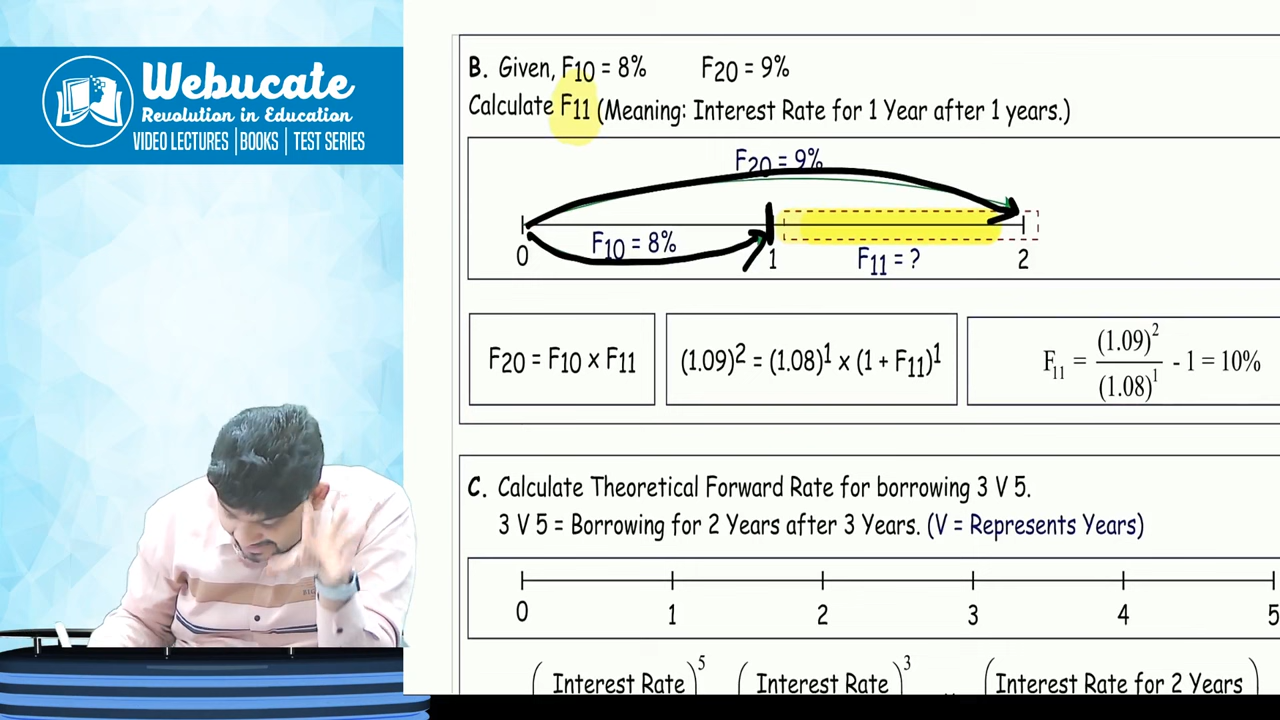 Webucate
Revolution in Education
VIDEO LECTURES | BOOKS | TEST SERIES
B. Given, F10 = 8% F20 = 9%
Calculate F11 (Meaning: Interest Rate for 1 Year after 1 years.)
F20 = 9%
F10 = 8%
0 1 F11 = ? 2
F20 = F10 x F11
(1.09)2 = (1.08)1 x (1 + F11)1
F11 = (1.09)2 / (1.08)1 - 1 = 10%
C. Calculate Theoretical Forward Rate for borrowing 3 V 5.
3 V 5 = Borrowing for 2 Years after 3 Years. (V = Represents Years)
0 1 2 3 4 5
(Interest Rate)5 (Interest Rate)3 (Interest Rate for 2 Years)